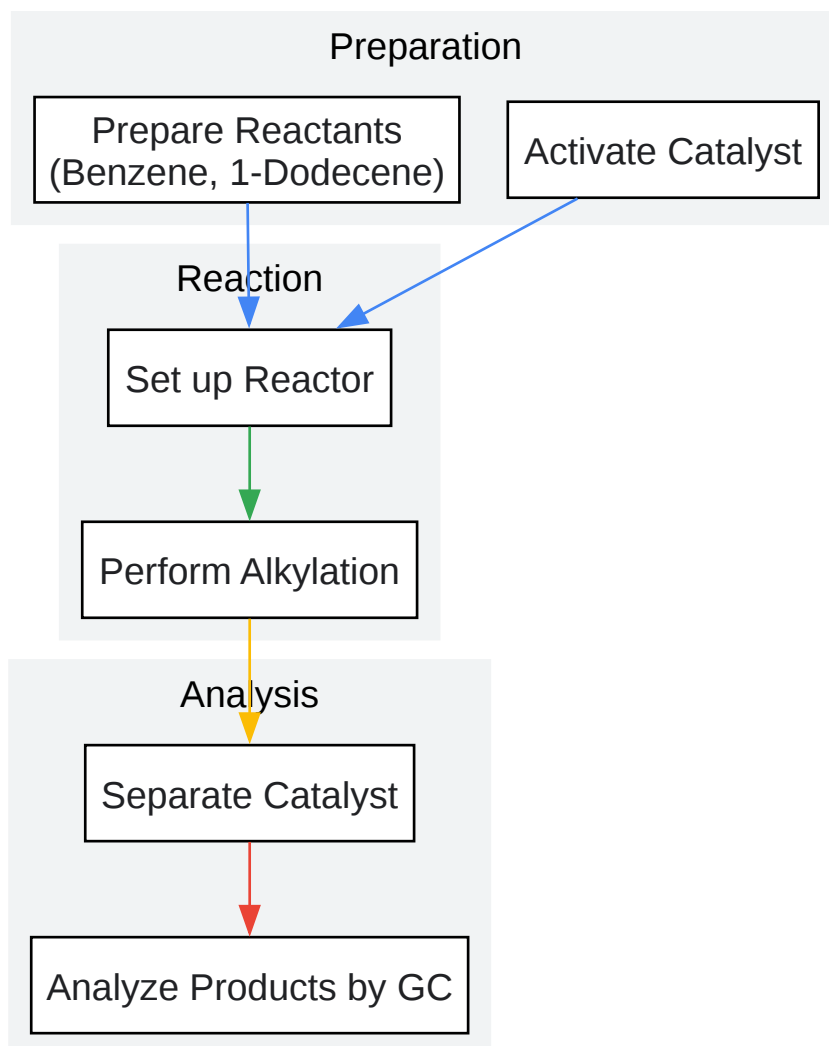 Preparation
Prepare Reactants
(Benzene, 1-Dodecene)
Activate Catalyst
Reaction
Set up Reactor
Perform Alkylation
Analysis
Separate Catalyst
Analyze Products by GC